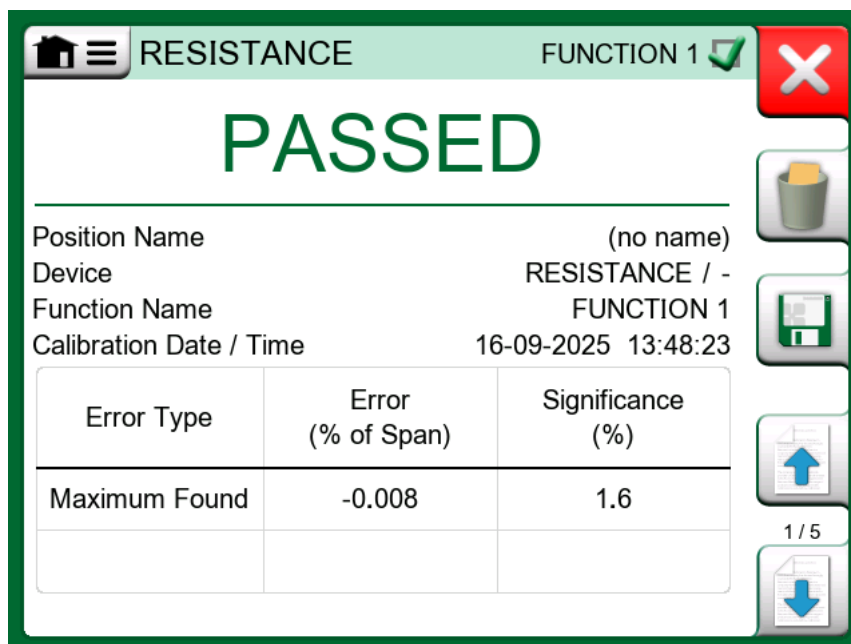 RESISTANCE FUNCTION 1
PASSED
Position Name (no name)
Device RESISTANCE / -
Function Name FUNCTION 1
Calibration Date / Time 16-09-2025 13:48:23
Error Type Error (% of Span) Significance (%)
Maximum Found -0.008 1.6
1 / 5